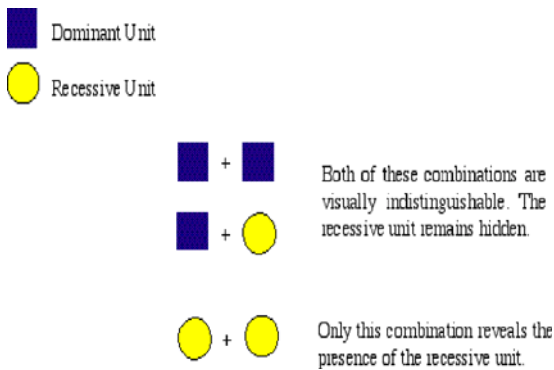 Dominant Unit
Recessive Unit
+
Both of these combinations are
visually indistinguishable. The
+
recessive unit remains hidden.
+
Only this combination reveals the
presence of the recessive unit.